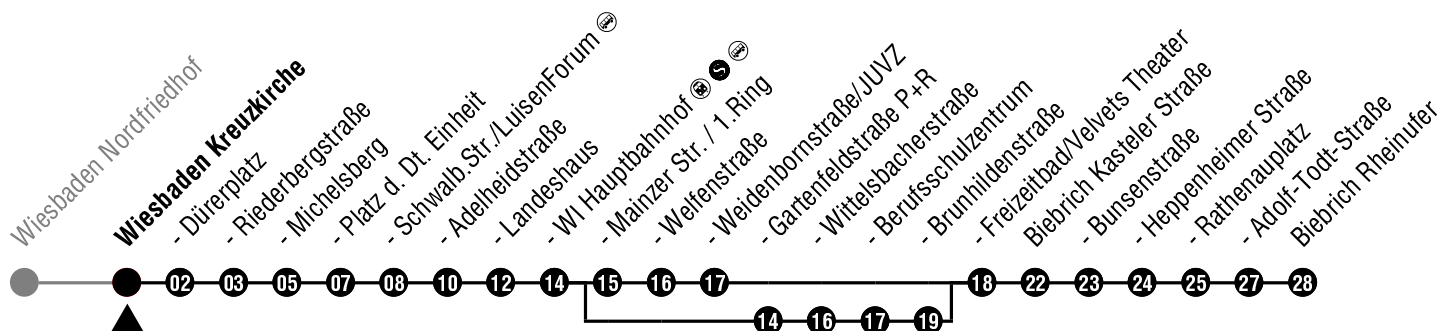 Wiesbaden Nordfriedhof
Wiesbaden Kreuzkirche
- Dürerplatz
- Riederbergstraße
- Michelsberg
- Platz d. Dt. Einheit
- Schwalb.Str./LuisenForum
- Adelheidstraße
- Landeshaus
- WI Hauptbahnhof S
- Mainzer Str. / 1.Ring
- Welfenstraße
- Weidenbornstraße/JUVZ
- Gartenfeldstraße P+R
- Wittelsbacherstraße
- Berufsschulzentrum
- Brunhildenstraße
- Freizeitbad/Velvets Theater
Biebrich Kasteler Straße
- Bunsenstraße
- Heppenheimer Straße
- Rathenauplatz
- Adolf-Todt-Straße
Biebrich Rheinufer
02 03 05 07 08 10 12 14 15 16 17 18 22 23 24 25 27 28
14 16 17 19